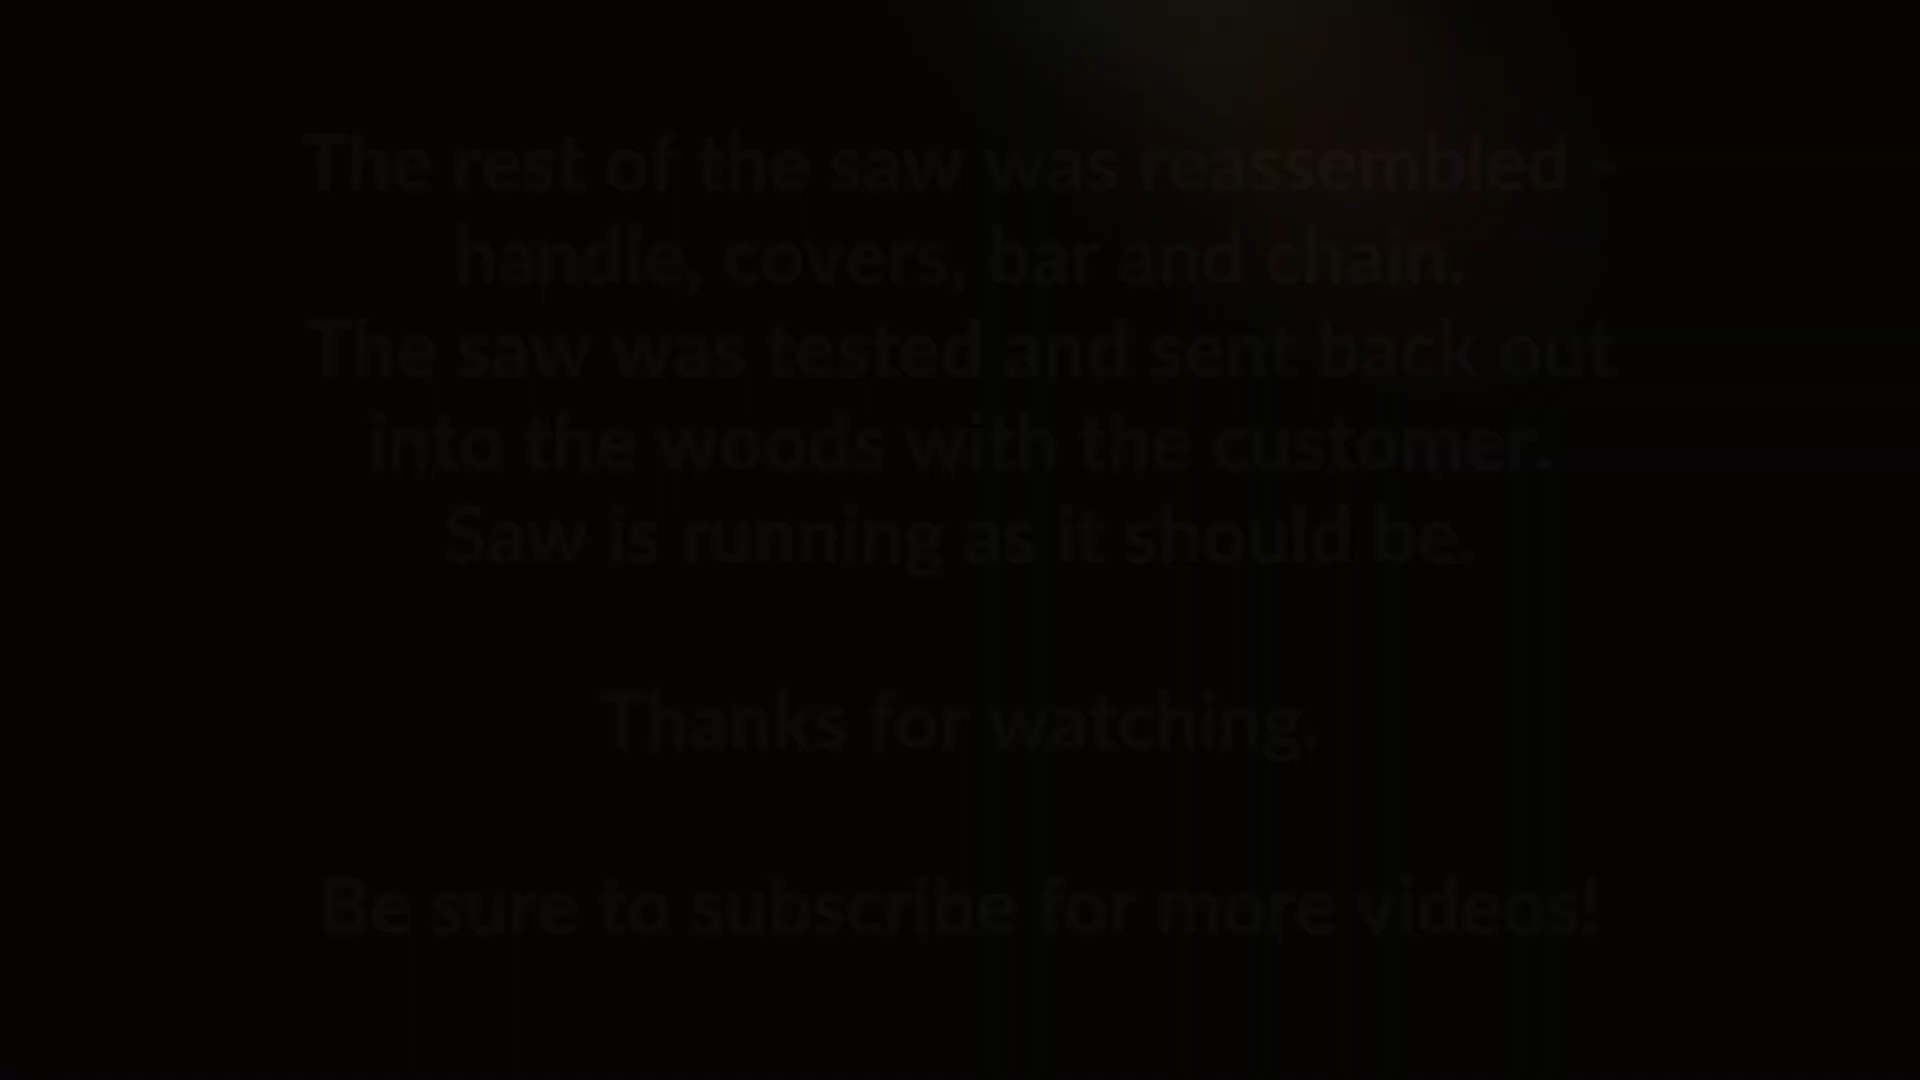 The rest of the saw was reassembled -
handle, covers, bar and chain.
The saw was tested and sent back out
into the woods with the customer.
Saw is running as it should be.
Thanks for watching.
Be sure to subscribe for more videos!